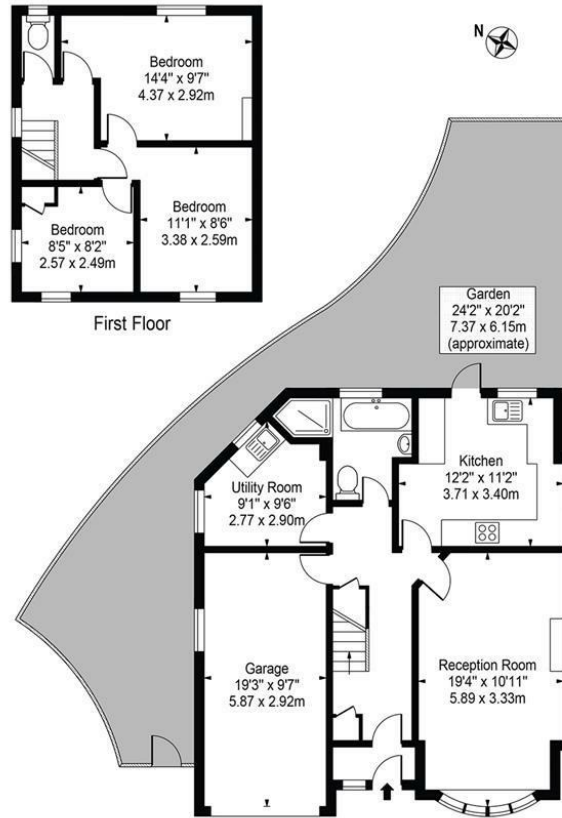 N
Bedroom
14'4" x 9'7"
4.37 x 2.92m
Bedroom
11'1" x 8'6"
3.38 x 2.59m
Bedroom
8'5" x 8'2"
2.57 x 2.49m
First Floor
Garden
24'2" x 20'2"
7.37 x 6.15m
(approximate)
Kitchen
12'2" x 11'2"
3.71 x 3.40m
Utility Room
9'1" x 9'6"
2.77 x 2.90m
Garage
19'3" x 9'7"
5.87 x 2.92m
Reception Room
19'4" x 10'11"
5.89 x 3.33m